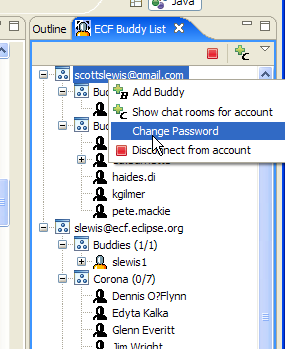 Java
Outline ECF Buddy List
scottslewis@gmail.com
Bud
Add Buddy
Show chat rooms for account
Bud
Change Password
Disconnect from account
haides.di
kgilmer
pete.mackie
slewis@ecf.eclipse.org
Buddies (1/1)
slewis1
Corona (0/7)
Dennis O?Flynn
Edyta Kalka
Glenn Everitt
Jim Wright